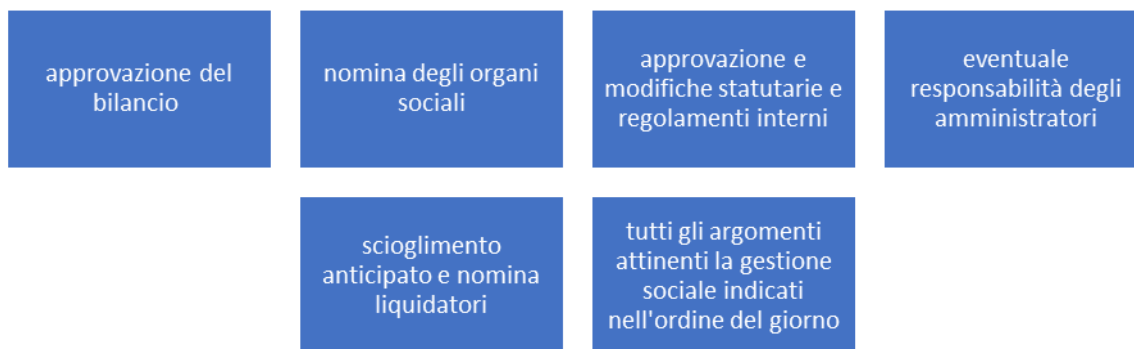 approvazione del
bilancio
nomina degli organi
sociali
approvazione e
modifiche statutarie e
regolamenti interni
eventuale
responsabilità degli
amministratori
scioglimento
anticipato e nomina
liquidatori
tutti gli argomenti
attinenti la gestione
sociale indicati
nell'ordine del giorno